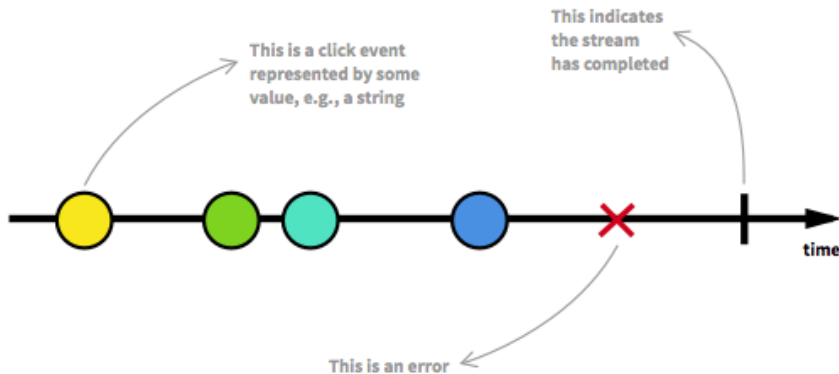 This is a click event
represented by some
value, e.g., a string
This indicates
the stream
has completed
time
This is an error